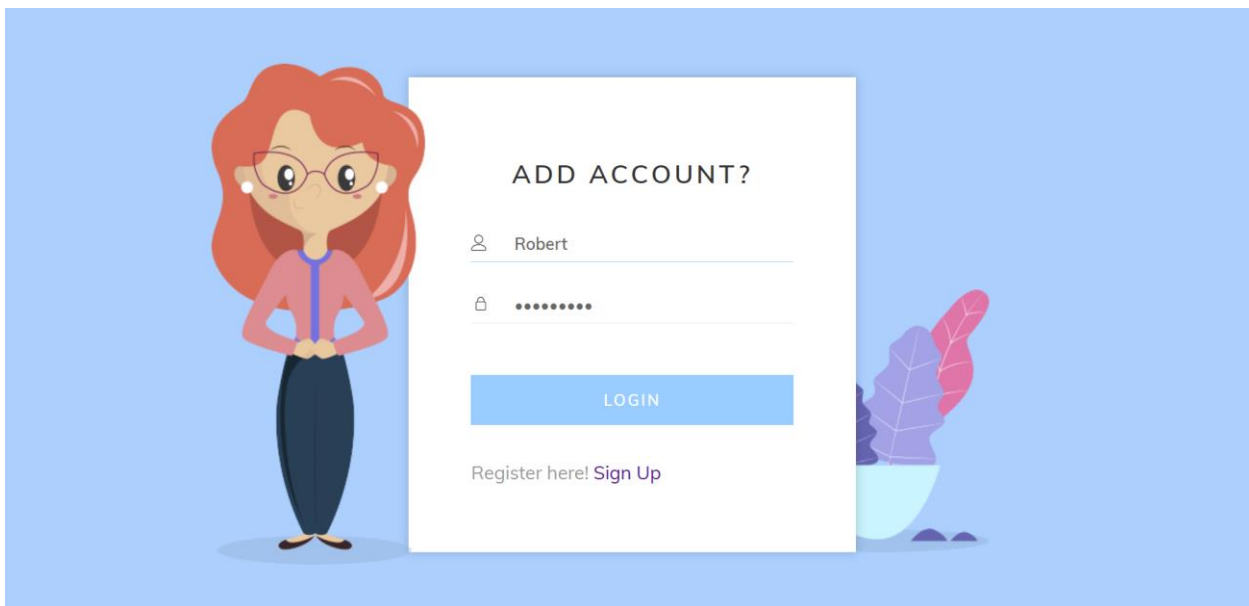 ADD ACCOUNT?
Robert
•••••••••
LOGIN
Register here! Sign Up